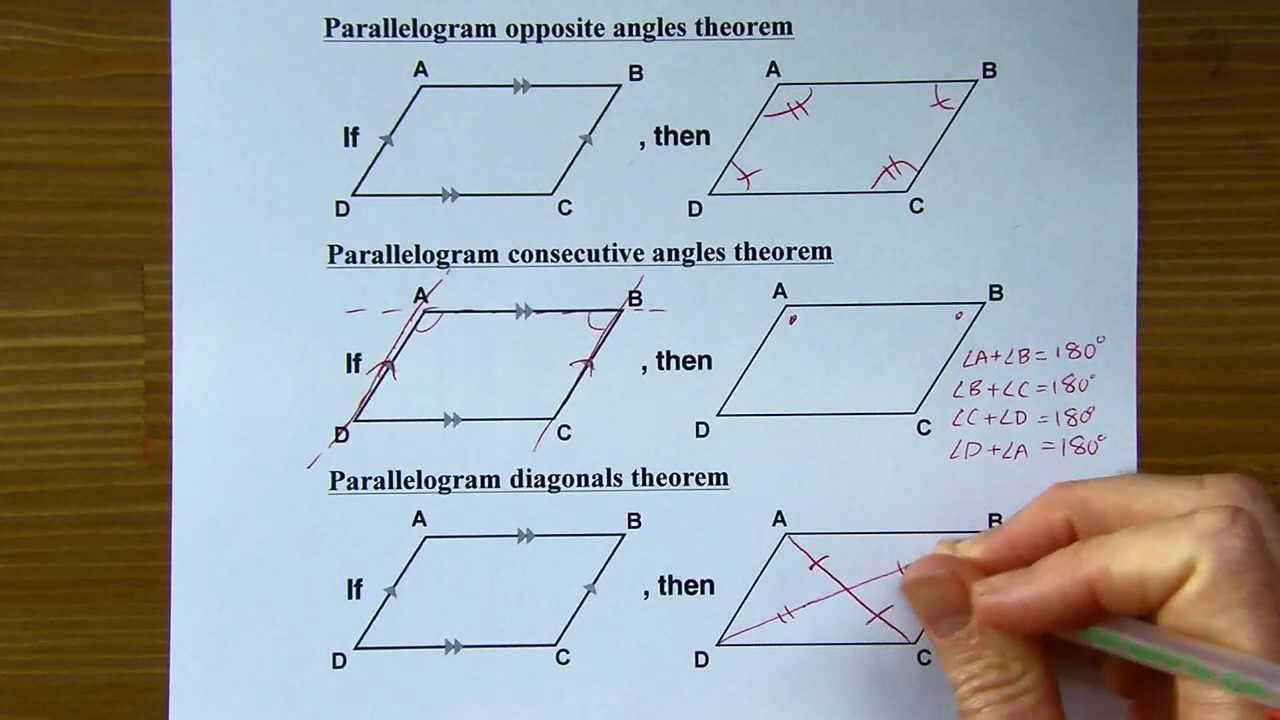 Parallelogram opposite angles theorem
A B A B
If , then
D C D C
Parallelogram consecutive angles theorem
A B A B
If , then
∠A+∠B=180°
∠B+∠C=180°
D C D C
∠C+∠D=180°
∠D+∠A=180°
Parallelogram diagonals theorem
A B A B
If , then
D C D C